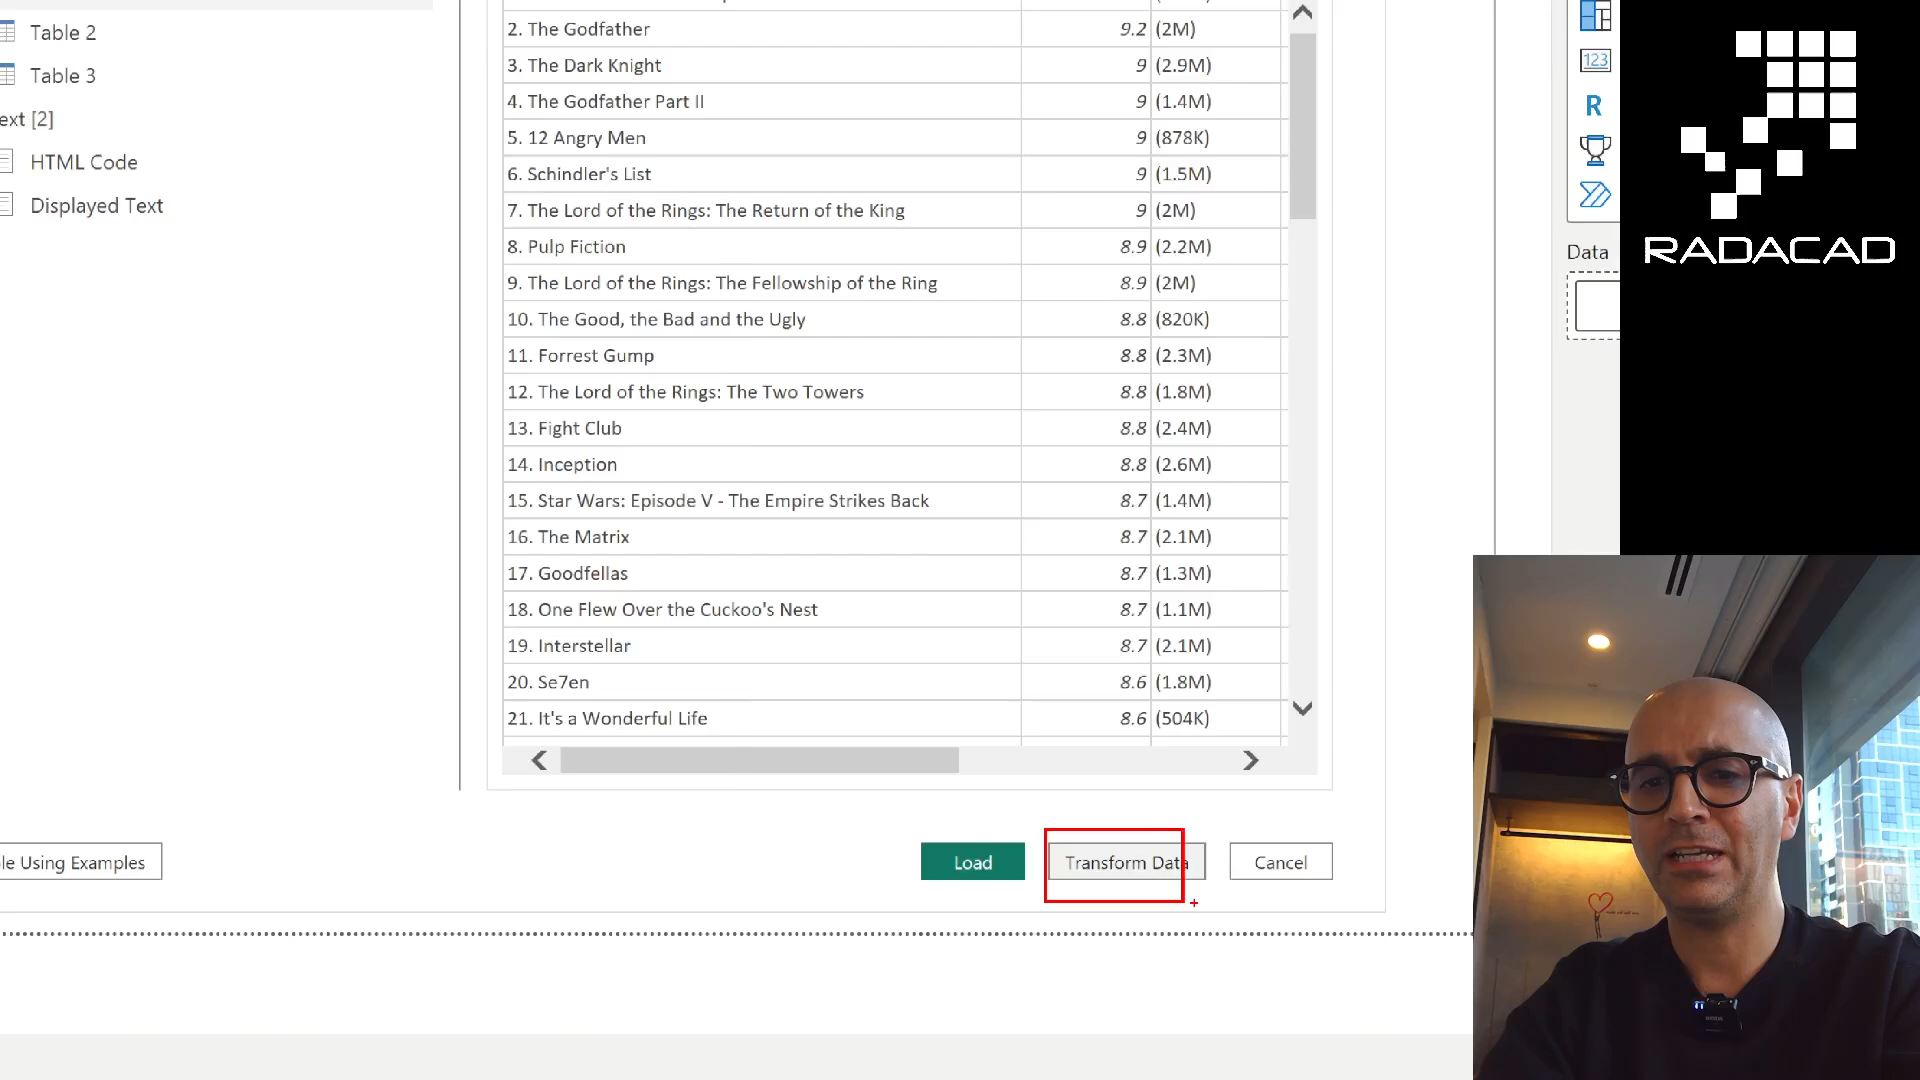 Table 2
Table 3
ext [2]
HTML Code
Displayed Text
2. The Godfather 9.2 (2M)
3. The Dark Knight 9 (2.9M)
4. The Godfather Part II 9 (1.4M)
5. 12 Angry Men 9 (878K)
6. Schindler's List 9 (1.5M)
7. The Lord of the Rings: The Return of the King 9 (2M)
8. Pulp Fiction 8.9 (2.2M)
9. The Lord of the Rings: The Fellowship of the Ring 8.9 (2M)
10. The Good, the Bad and the Ugly 8.8 (820K)
11. Forrest Gump 8.8 (2.3M)
12. The Lord of the Rings: The Two Towers 8.8 (1.8M)
13. Fight Club 8.8 (2.4M)
14. Inception 8.8 (2.6M)
15. Star Wars: Episode V - The Empire Strikes Back 8.7 (1.4M)
16. The Matrix 8.7 (2.1M)
17. Goodfellas 8.7 (1.3M)
18. One Flew Over the Cuckoo's Nest 8.7 (1.1M)
19. Interstellar 8.7 (2.1M)
20. Se7en 8.6 (1.8M)
21. It's a Wonderful Life 8.6 (504K)
le Using Examples
Load
Transform Data
Cancel
123
R
Data
RADACAD